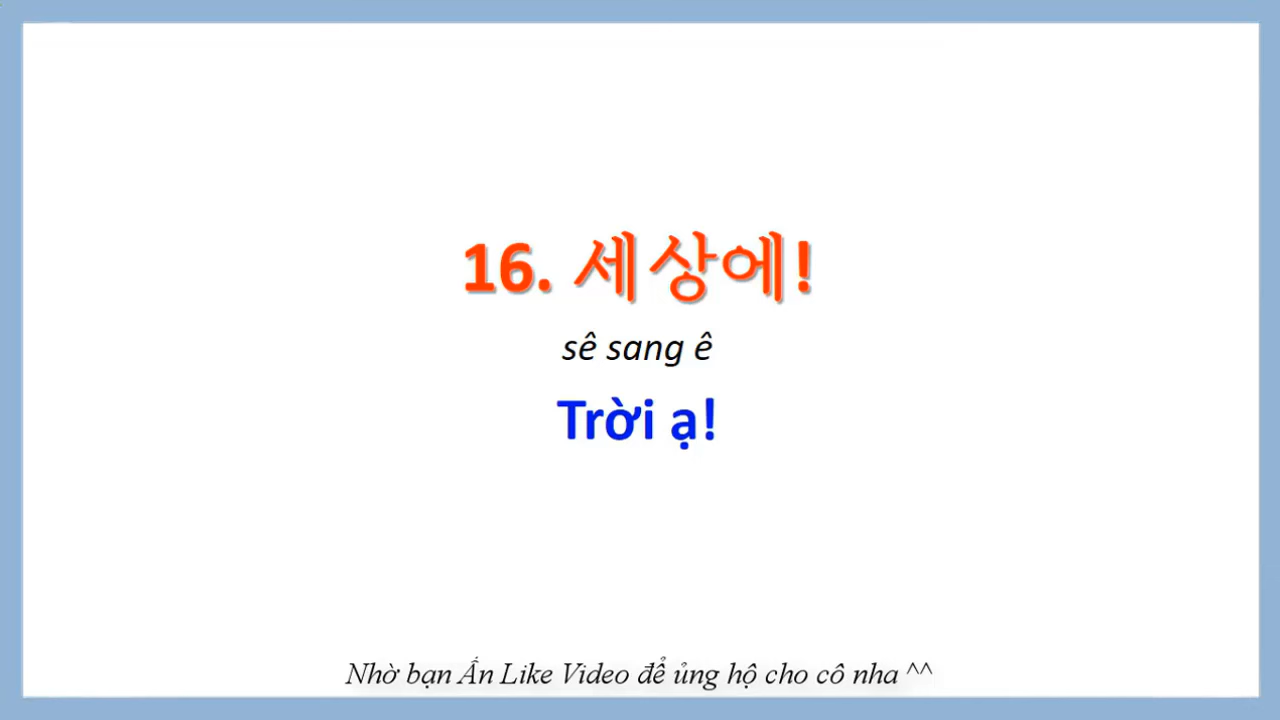 16. 세상에!
sê sang ê
Trời ạ!
Nhờ bạn Ấn Like Video để ủng hộ cho cô nha ^^